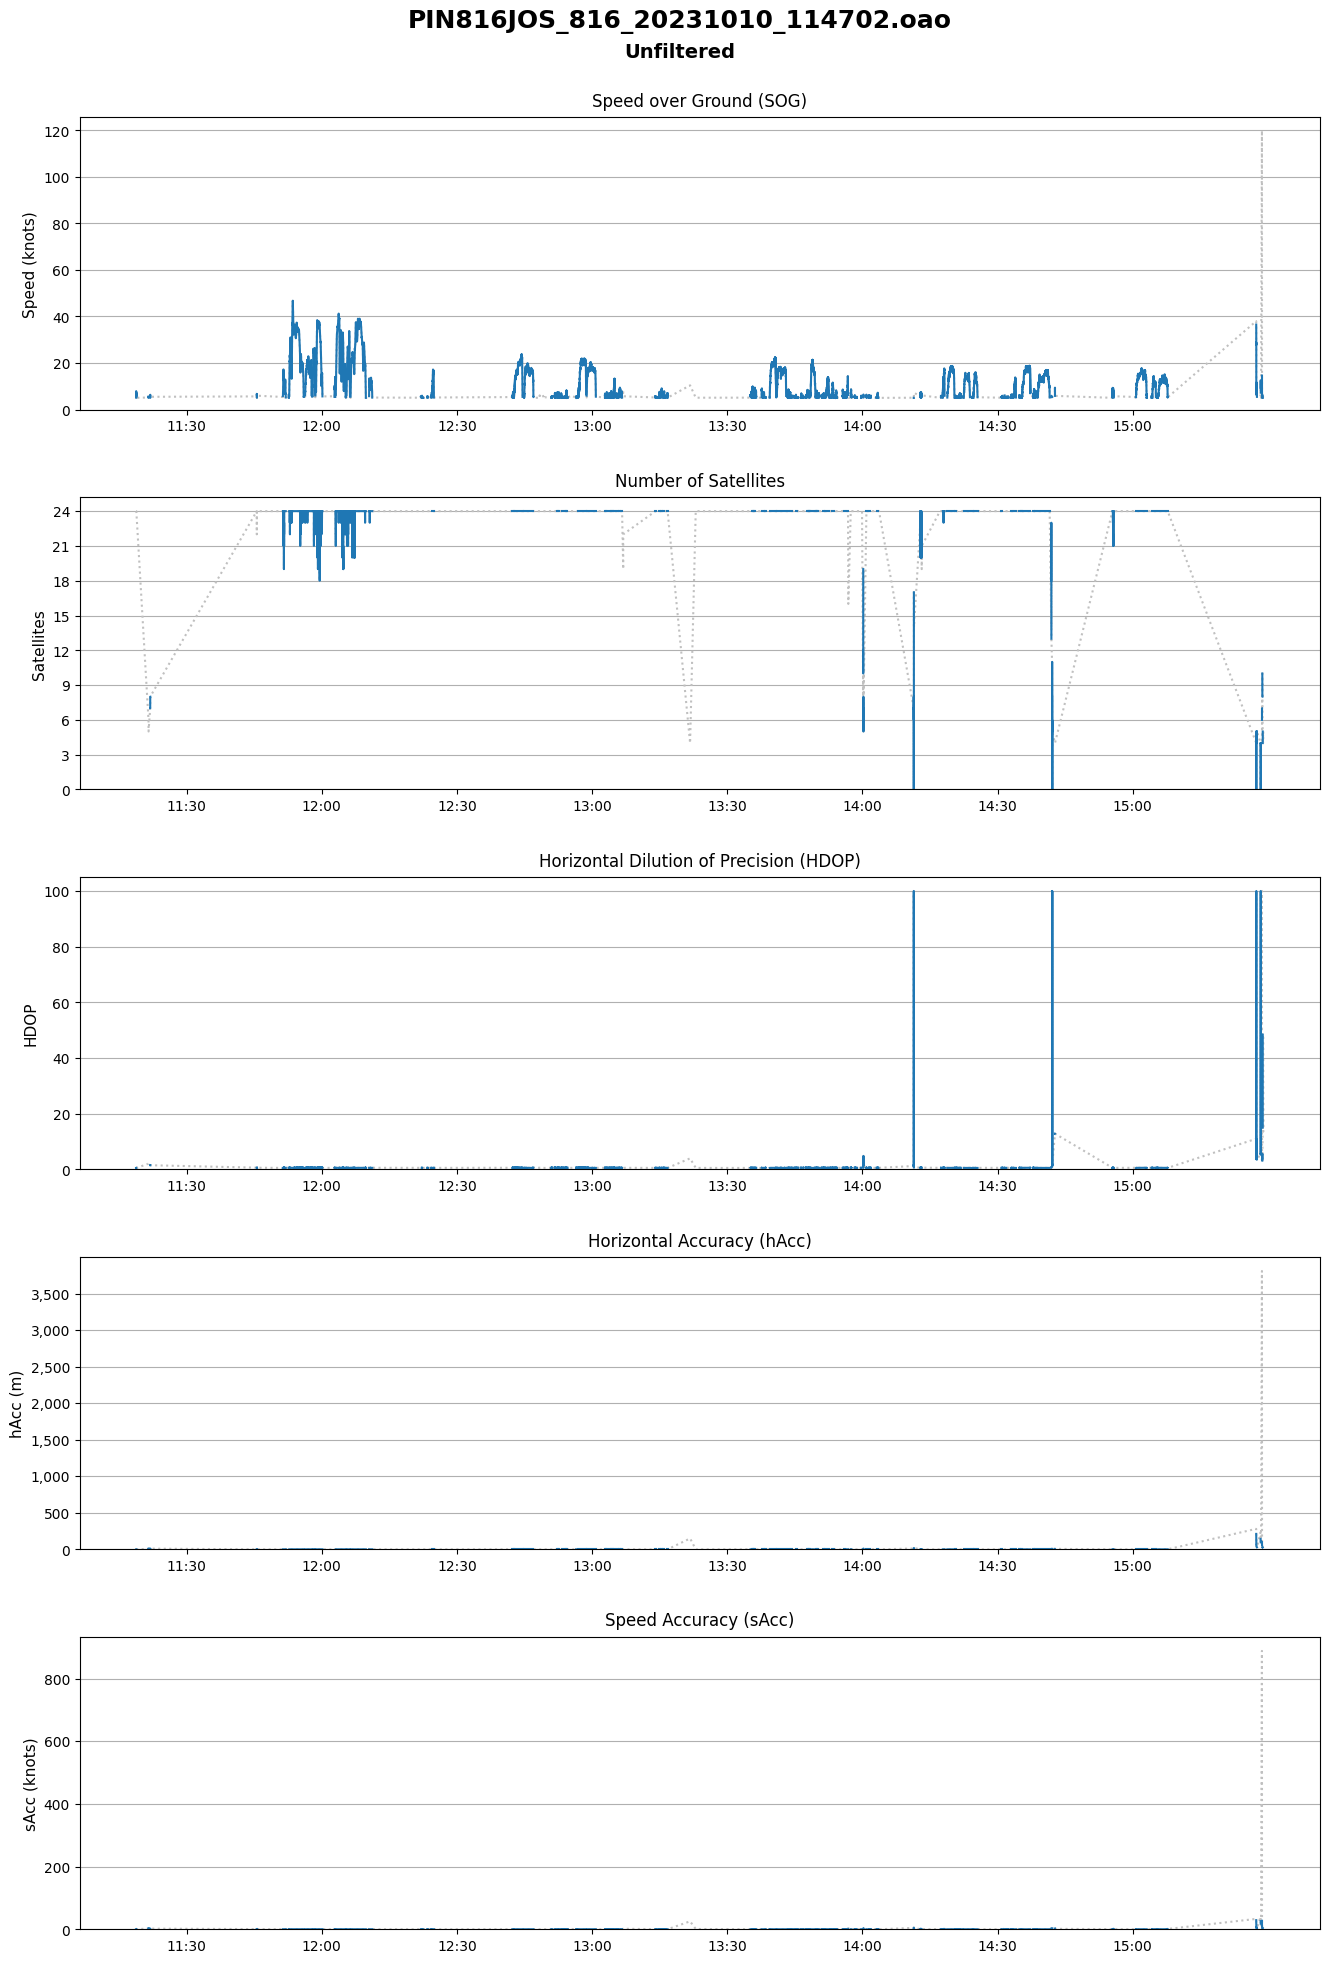 PIN816JOS_816_20231010_114702.oao
Unfiltered
Speed over Ground (SOG)
Speed (knots)
120
100
80
60
40
20
0
11:30 12:00 12:30 13:00 13:30 14:00 14:30 15:00
Number of Satellites
Satellites
24
21
18
15
12
9
6
3
0
11:30 12:00 12:30 13:00 13:30 14:00 14:30 15:00
Horizontal Dilution of Precision (HDOP)
HDOP
100
80
60
40
20
0
11:30 12:00 12:30 13:00 13:30 14:00 14:30 15:00
Horizontal Accuracy (hAcc)
hAcc (m)
3,500
3,000
2,500
2,000
1,500
1,000
500
0
11:30 12:00 12:30 13:00 13:30 14:00 14:30 15:00
Speed Accuracy (sAcc)
sAcc (knots)
800
600
400
200
0
11:30 12:00 12:30 13:00 13:30 14:00 14:30 15:00